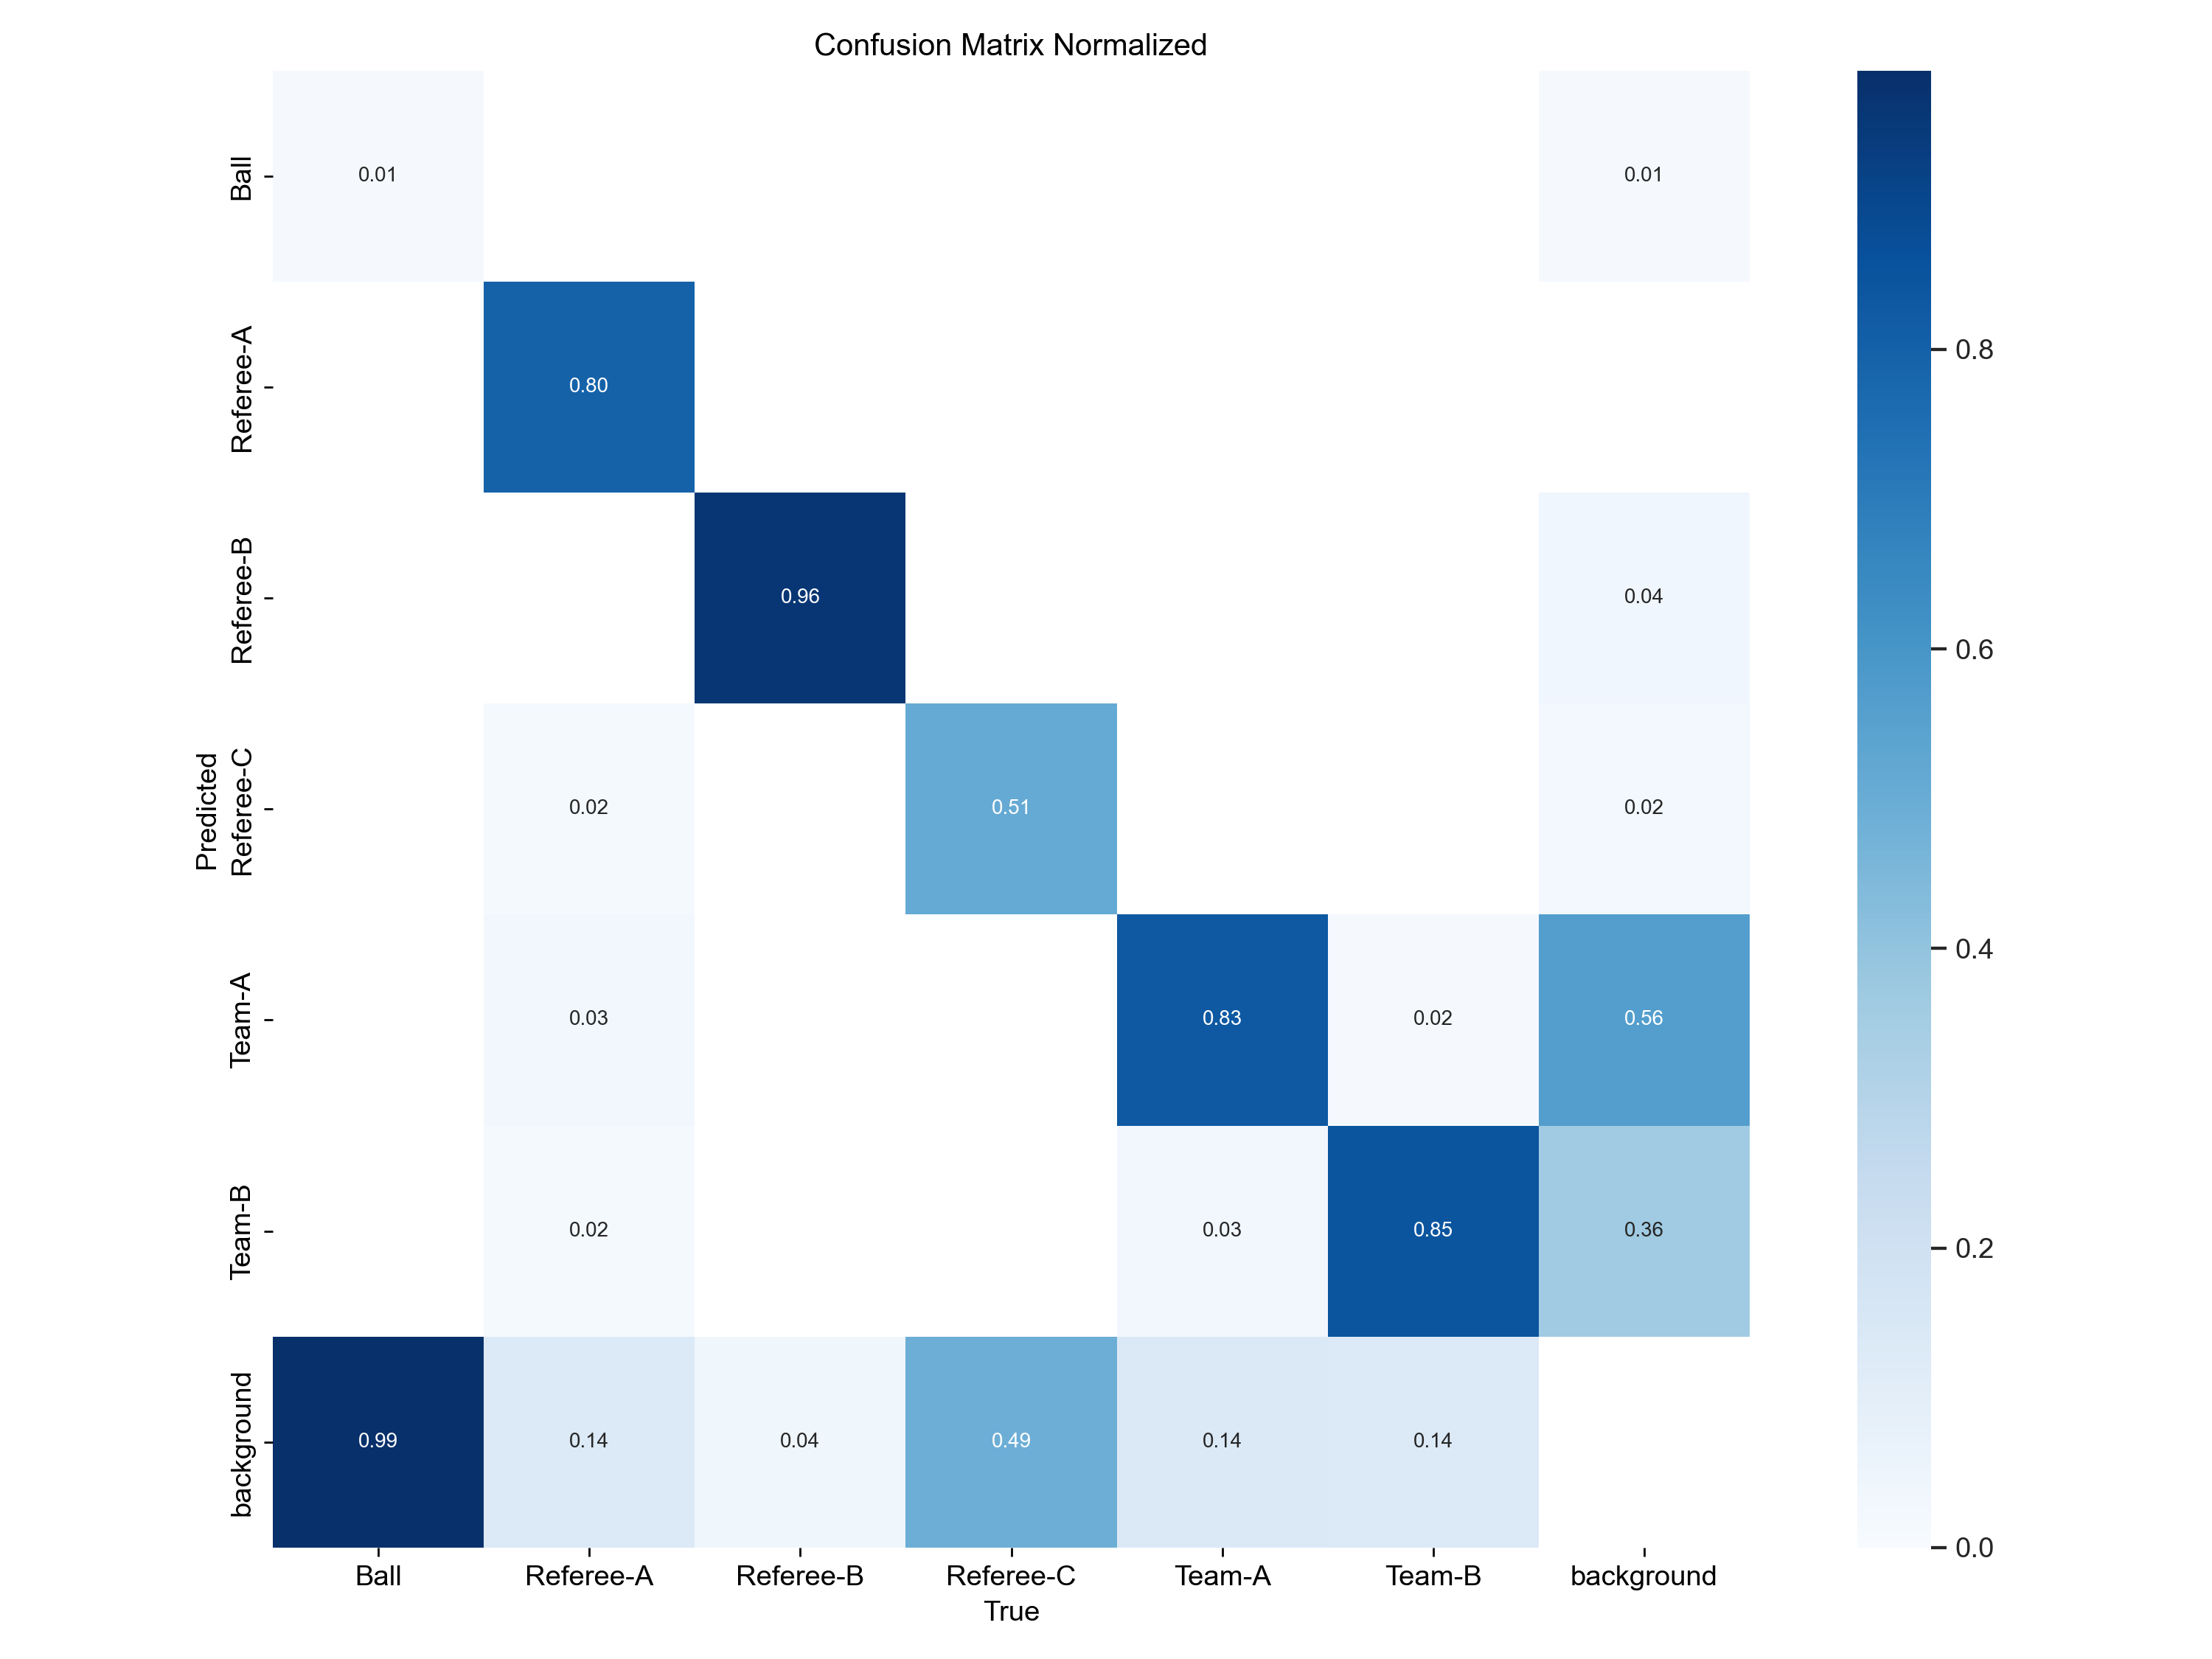 Confusion Matrix Normalized
Ball
0.01
0.01
Referee-A
0.80
0.8
Referee-B
0.96
0.04
0.6
Predicted
Referee-C
0.02
0.51
0.02
Team-A
0.03
0.83
0.02
0.56
0.4
Team-B
0.02
0.03
0.85
0.36
0.2
background
0.99
0.14
0.04
0.49
0.14
0.14
0.0
Ball
Referee-A
Referee-B
Referee-C
Team-A
Team-B
background
True